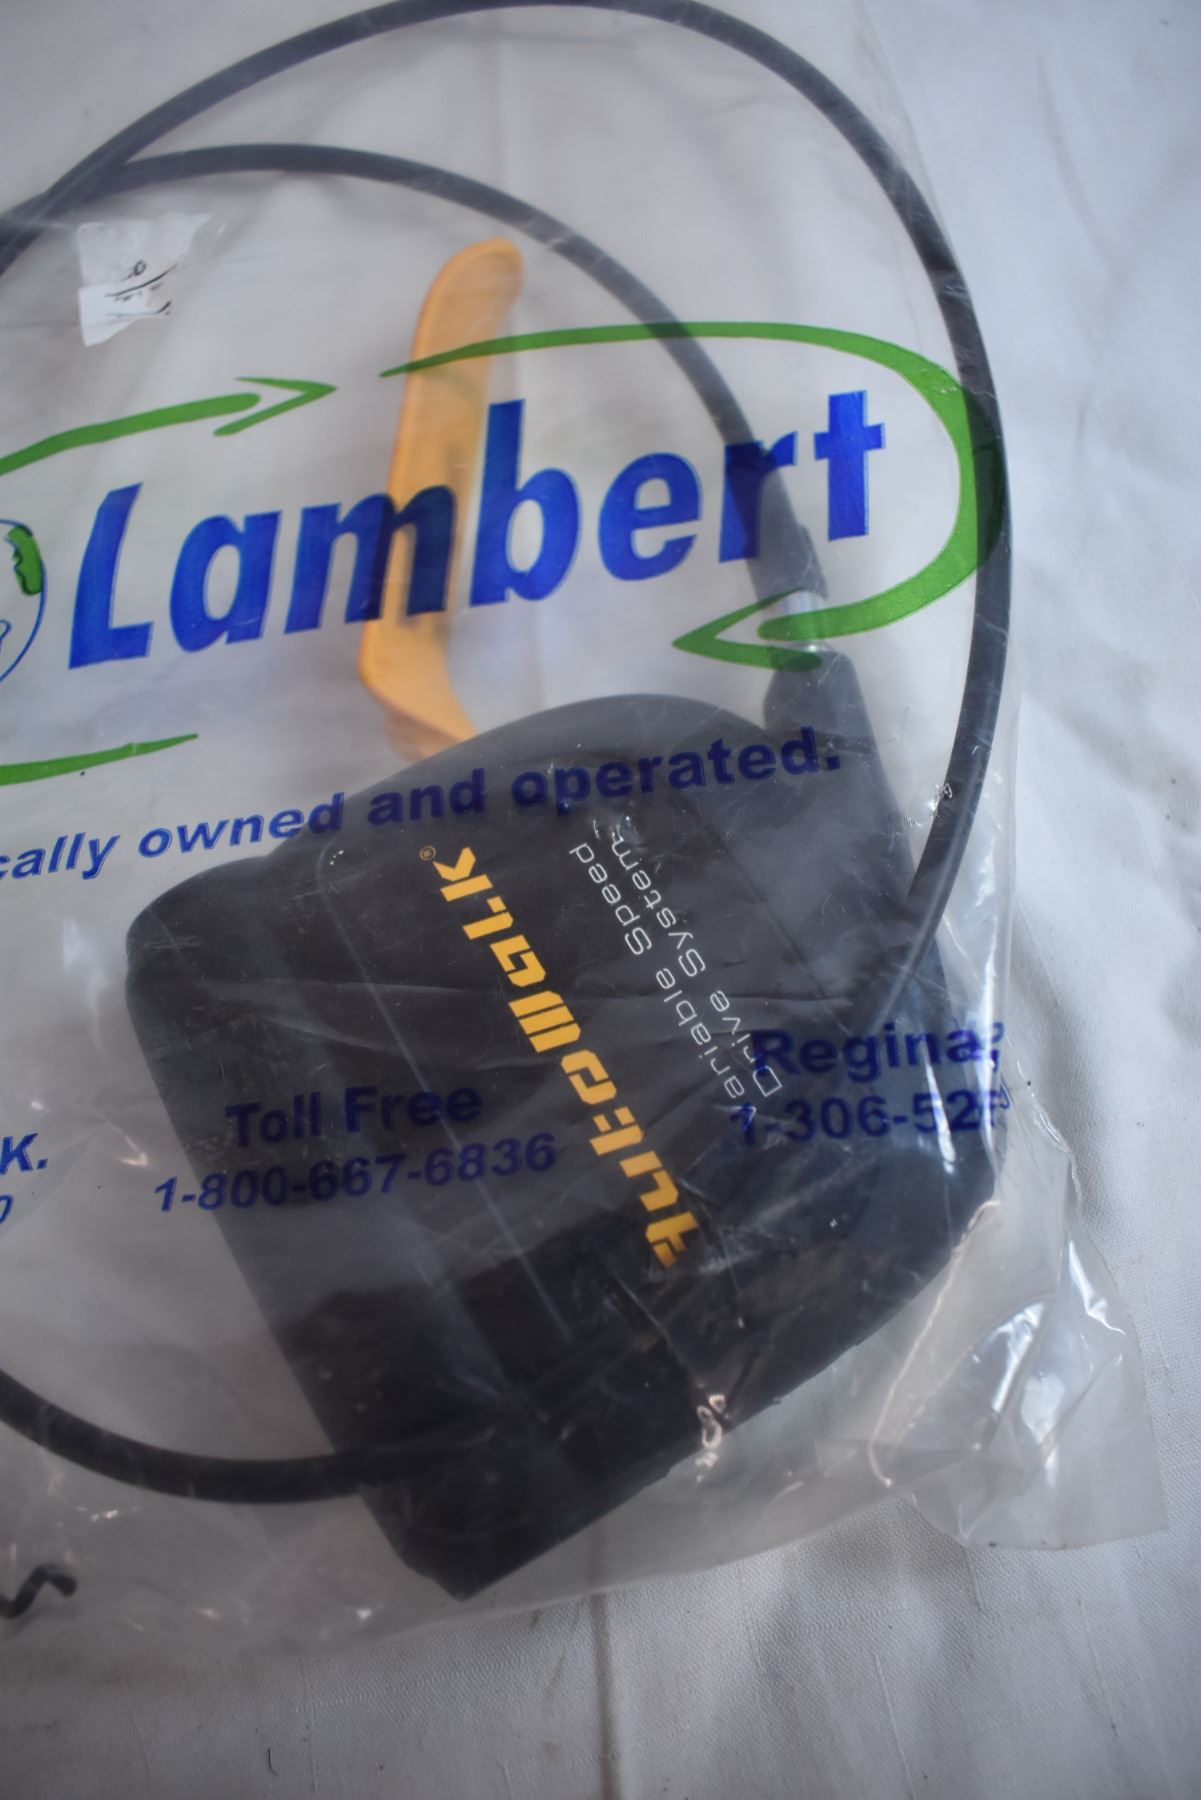 Lambert
cally owned and operated.
Variable Speed
Drive System
Toll Free
1-800-667-6836
Regina,
1-306-52
K.